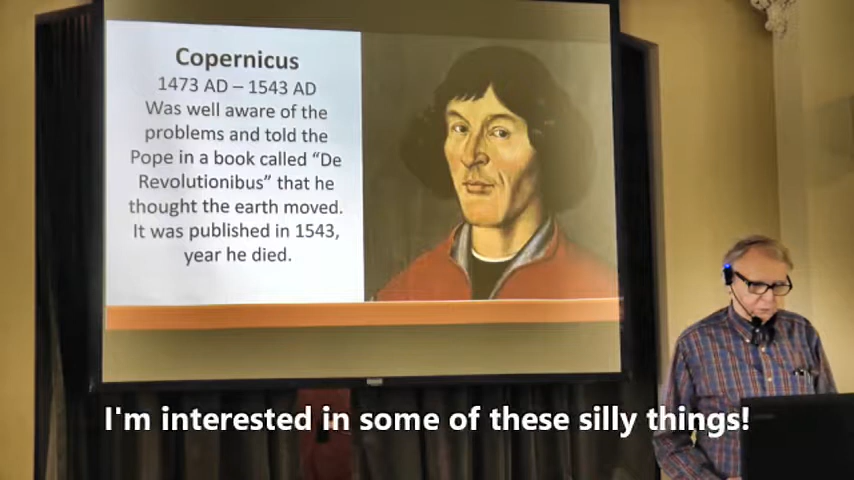 Copernicus
1473 AD – 1543 AD
Was well aware of the
problems and told the
Pope in a book called “De
Revolutionibus” that he
thought the earth moved.
It was published in 1543,
year he died.
I'm interested in some of these silly things!